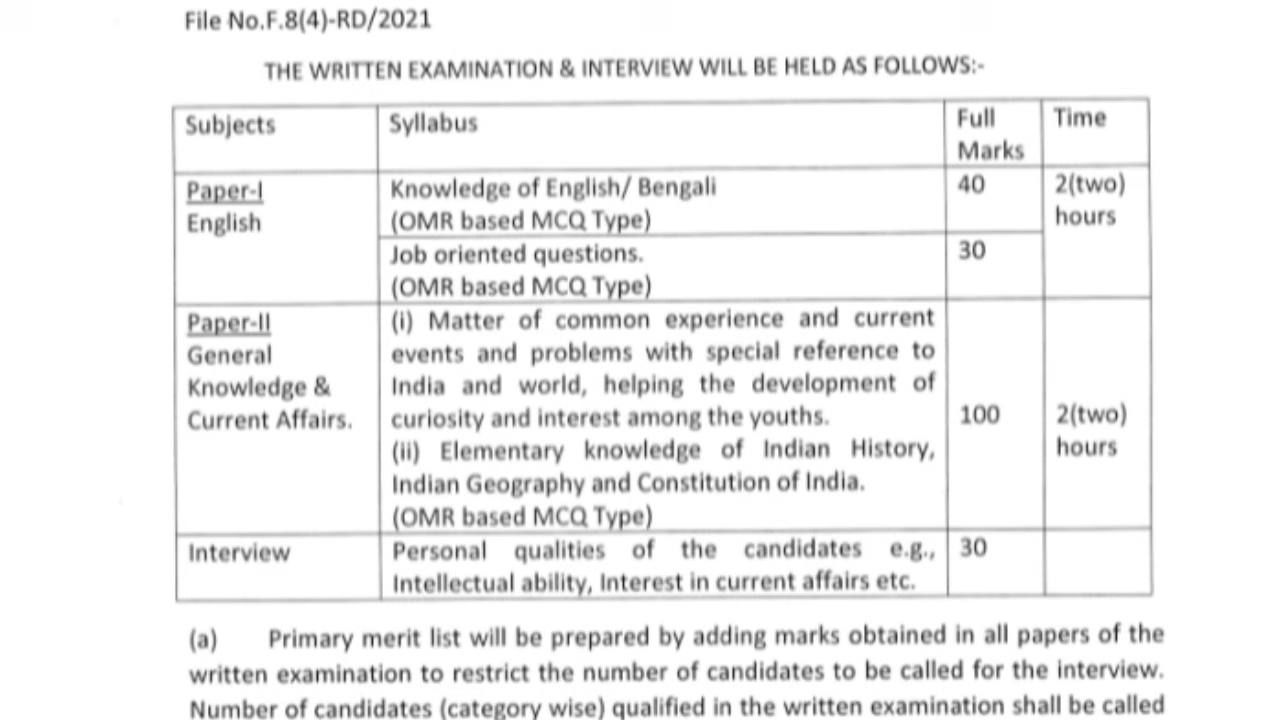 File No.F.8(4)-RD/2021
THE WRITTEN EXAMINATION & INTERVIEW WILL BE HELD AS FOLLOWS:-
Subjects
Syllabus
Full
Marks
Time
Paper-I
English
Knowledge of English/ Bengali
(OMR based MCQ Type)
40
2(two)
hours
Job oriented questions.
(OMR based MCQ Type)
30
Paper-II
General
Knowledge &
Current Affairs.
(i) Matter of common experience and current
events and problems with special reference to
India and world, helping the development of
curiosity and interest among the youths.
(ii) Elementary knowledge of Indian History,
Indian Geography and Constitution of India.
(OMR based MCQ Type)
100
2(two)
hours
Interview
Personal qualities of the candidates e.g.,
Intellectual ability, Interest in current affairs etc.
30
(a) Primary merit list will be prepared by adding marks obtained in all papers of the
written examination to restrict the number of candidates to be called for the interview.
Number of candidates (category wise) qualified in the written examination shall be called